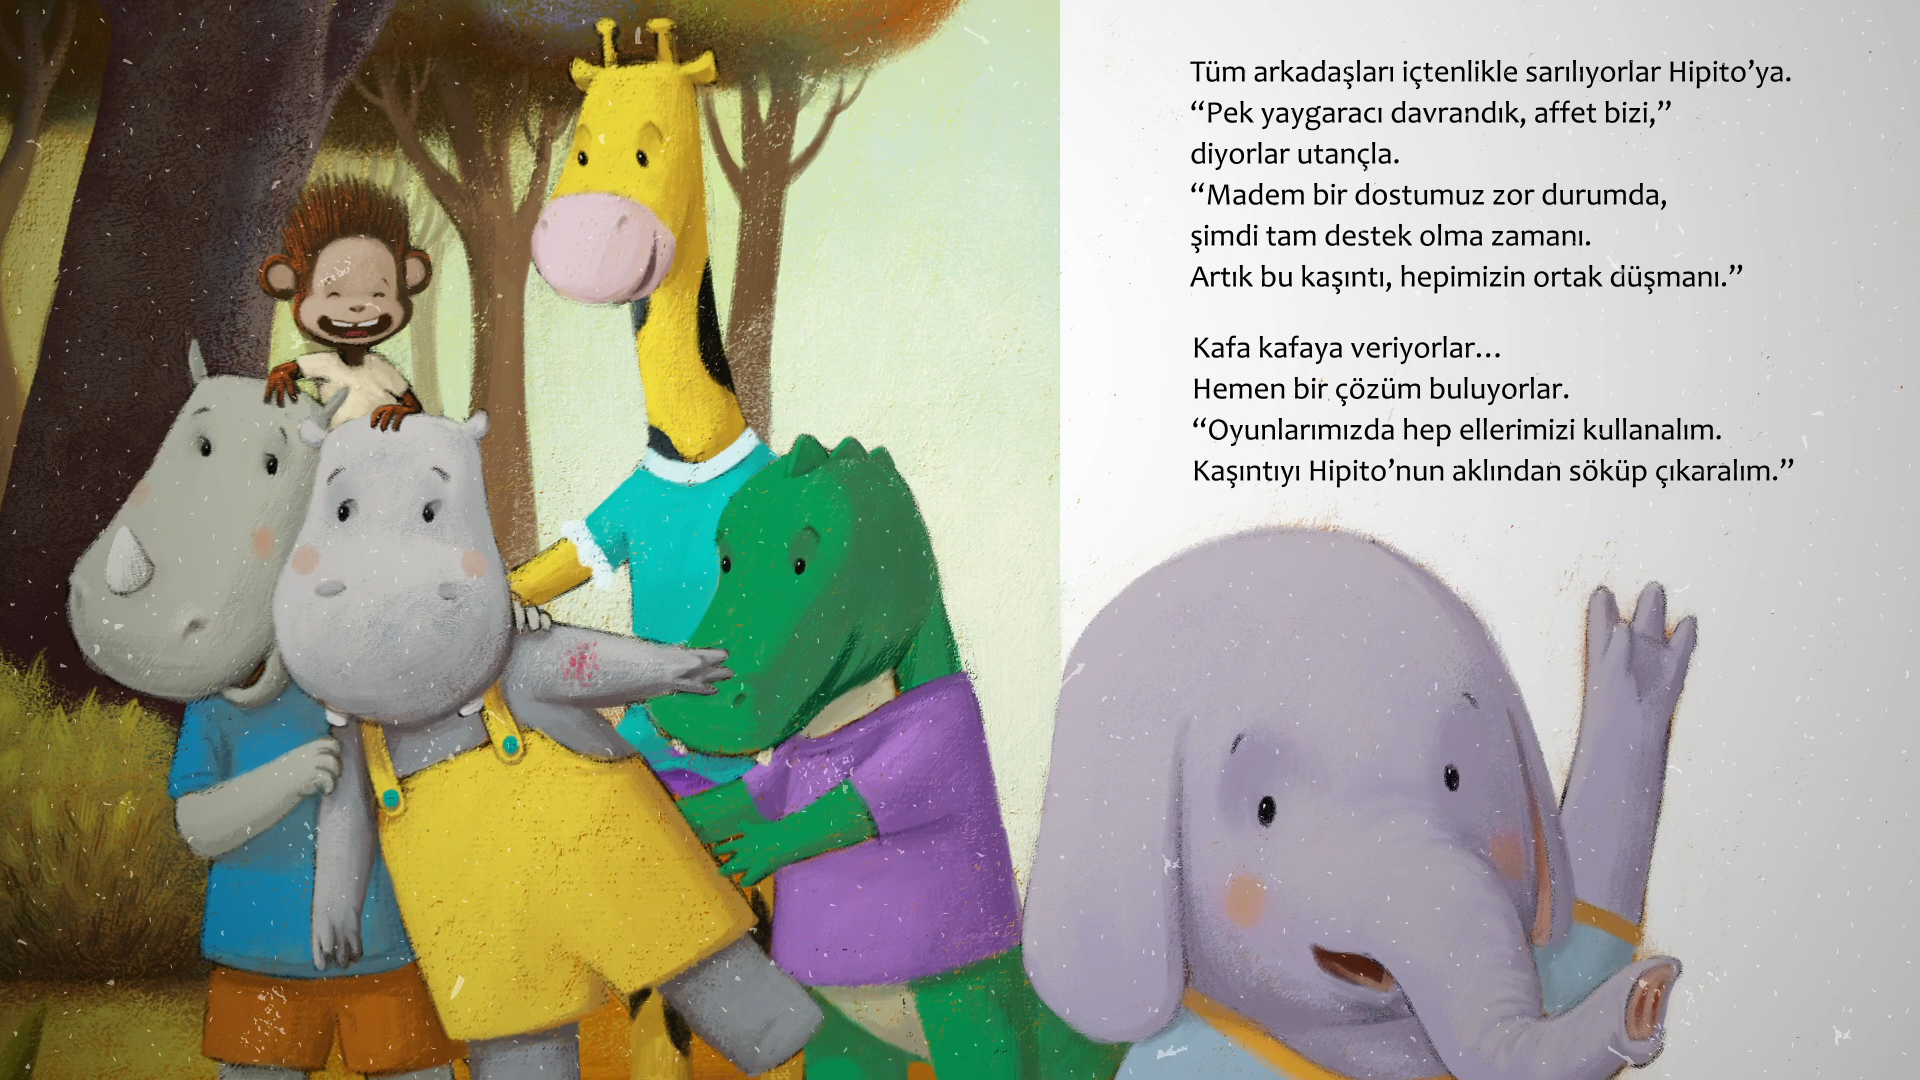 Tüm arkadaşları içtenlikle sarılıyorlar Hipito’ya.
“Pek yaygaracı davrandık, affet bizi,”
diyorlar utançla.
“Madem bir dostumuz zor durumda,
şimdi tam destek olma zamanı.
Artık bu kaşıntı, hepimizin ortak düşmanı.”
Kafa kafaya veriyorlar…
Hemen bir çözüm buluyorlar.
“Oyunlarımızda hep ellerimizi kullanalım.
Kaşıntıyı Hipito’nun aklından söküp çıkaralım.”